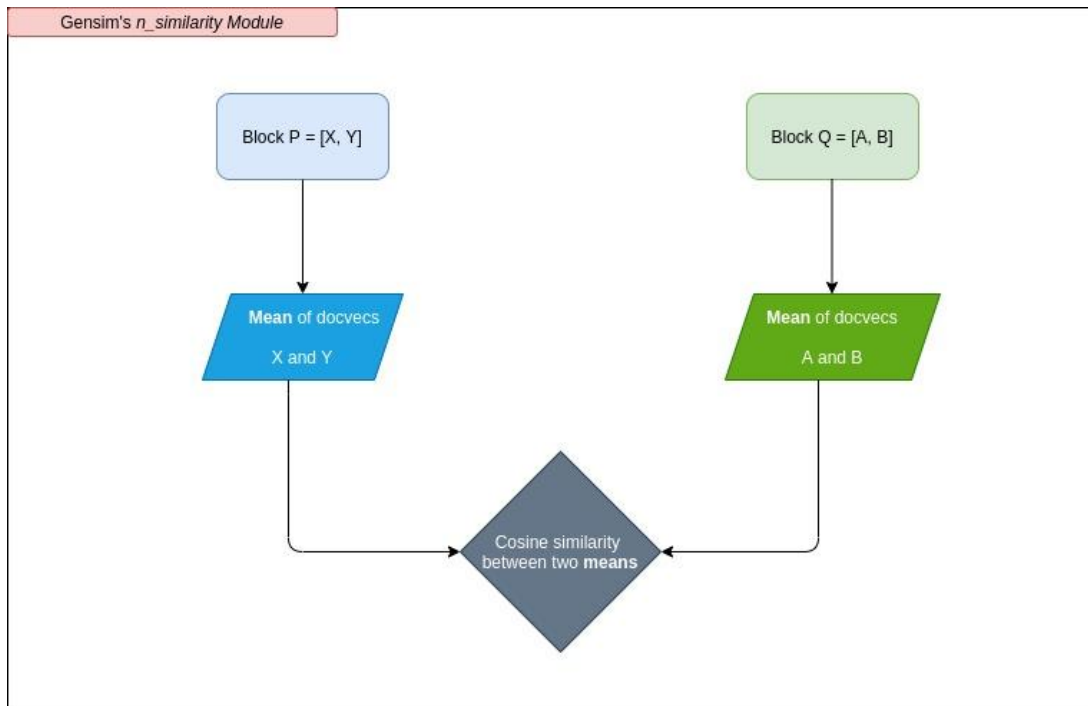 Gensim's n_similarity Module
Block P = [X, Y]
Block Q = [A, B]
Mean of docvecs
X and Y
Mean of docvecs
A and B
Cosine similarity
between two means